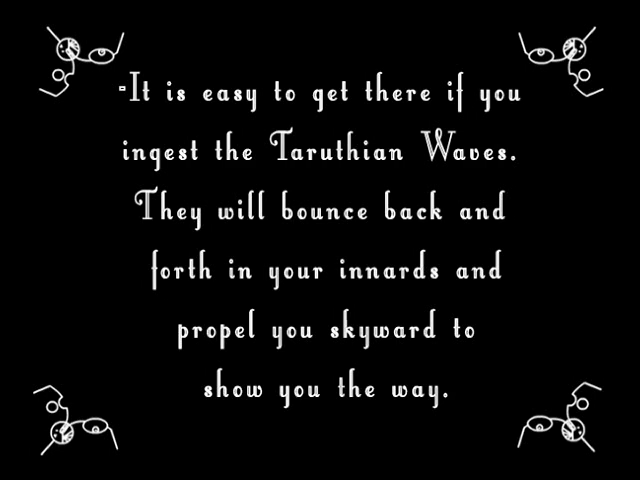 -It is easy to get there if you
ingest the Taruthian Waves.
They will bounce back and
forth in your innards and
propel you skyward to
show you the way.